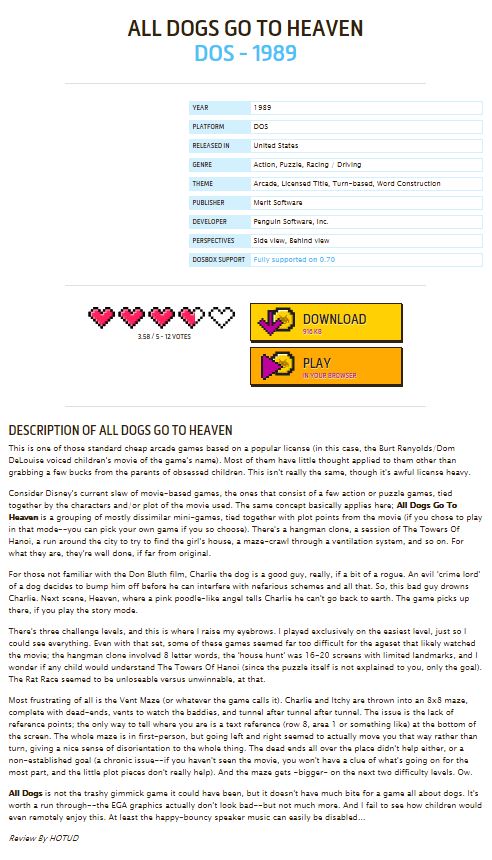 ALL DOGS GO TO HEAVEN
DOS - 1989
YEAR 1989
PLATFORM DOS
RELEASED IN United States
GENRE Action, Puzzle, Racing / Driving
THEME Arcade, Licensed Title, Turn-based, Word Construction
PUBLISHER Merit Software
DEVELOPER Penguin Software, Inc.
PERSPECTIVES Side view, Behind view
DOSBOX SUPPORT Fully supported on 0.70
3.58 / 5 - 12 VOTES
DOWNLOAD
916 KB
PLAY
IN YOUR BROWSER
DESCRIPTION OF ALL DOGS GO TO HEAVEN
This is one of those standard cheap arcade games based on a popular license (in this case, the Burt Renyolds/Dom
DeLouise voiced children's movie of the game's name). Most of them have little thought applied to them other than
grabbing a few bucks from the parents of obsessed children. This isn't really the same, though it's awful license heavy.
Consider Disney's current slew of movie-based games, the ones that consist of a few action or puzzle games, tied
together by the characters and/or plot of the movie used. The same concept basically applies here; All Dogs Go To
Heaven is a grouping of mostly dissimilar mini-games, tied together with plot points from the movie (if you chose to play
in that mode--you can pick your own game if you so choose). There's a hangman clone, a session of The Towers Of
Hanoi, a run around the city to try to find the girl's house, a maze-crawl through a ventilation system, and so on. For
what they are, they're well done, if far from original.
For those not familiar with the Don Bluth film, Charlie the dog is a good guy, really, if a bit of a rogue. An evil 'crime lord'
of a dog decides to bump him off before he can interfere with nefarious schemes and all that. So, this bad guy drowns
Charlie. Next scene, Heaven, where a pink poodle-like angel tells Charlie he can't go back to earth. The game picks up
there, if you play the story mode.
There's three challenge levels, and this is where I raise my eyebrows. I played exclusively on the easiest level, just so I
could see everything. Even with that set, some of these games seemed far too difficult for the ageset that likely watched
the movie; the hangman clone involved 8 letter words, the 'house hunt' was 16-20 screens with limited landmarks, and I
wonder if any child would understand The Towers Of Hanoi (since the puzzle itself is not explained to you, only the goal).
The Rat Race seemed to be unloseable versus unwinnable, at that.
Most frustrating of all is the Vent Maze (or whatever the game calls it). Charlie and Itchy are thrown into an 8x8 maze,
complete with dead-ends, vents to watch the baddies, and tunnel after tunnel after tunnel. The issue is the lack of
reference points; the only way to tell where you are is a text reference (row 8, area 1 or something like) at the bottom of
the screen. The whole maze is in first-person, but going left and right seemed to actually move you that way rather than
turn, giving a nice sense of disorientation to the whole thing. The dead ends all over the place didn't help either, or a
non-established goal (a chronic issue--if you haven't seen the movie, you won't have a clue of what's going on for the
most part, and the little plot pieces don't really help). And the maze gets -bigger- on the next two difficulty levels. Ow.
All Dogs is not the trashy gimmick game it could have been, but it doesn't have much bite for a game all about dogs. It's
worth a run through--the EGA graphics actually don't look bad--but not much more. And I fail to see how children would
even remotely enjoy this. At least the happy-bouncy speaker music can easily be disabled...
Review By HOTUD